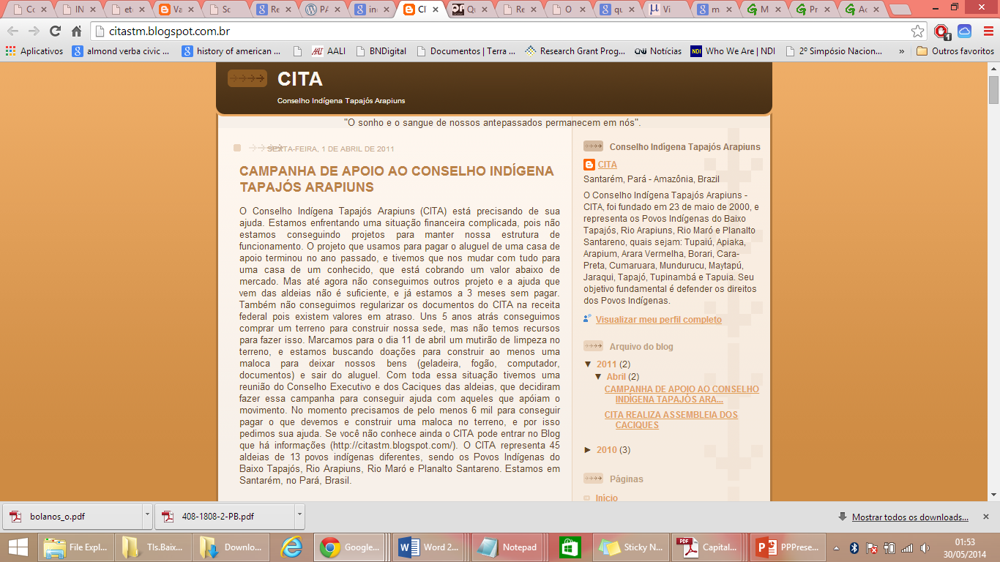 Co
IN
ete
Va
Sc
Re
PA
inc
CI
Qu
Re
O
qu
Vi
m
M
Pr
Ac
citastm.blogspot.com.br
1
Aplicativos
almond verba civic ...
history of american ...
AALI
BNDigital
Documentos | Terra ...
Research Grant Prog...
Notícias
NDI
Who We Are | NDI
2º Simpósio Nacion...
»
Outros favoritos
CITA
Conselho Indígena Tapajós Arapiuns
"O sonho e o sangue de nossos antepassados permanecem em nós".
SEXTA-FEIRA, 1 DE ABRIL DE 2011
CAMPANHA DE APOIO AO CONSELHO INDÍGENA
TAPAJÓS ARAPIUNS
O Conselho Indígena Tapajós Arapiuns (CITA) está precisando de sua
ajuda. Estamos enfrentando uma situação financeira complicada, pois não
estamos conseguindo projetos para manter nossa estrutura de
funcionamento. O projeto que usamos para pagar o aluguel de uma casa de
apoio terminou no ano passado, e tivemos que nos mudar com tudo para
uma casa de um conhecido, que está cobrando um valor abaixo de
mercado. Mas até agora não conseguimos outros projeto e a ajuda que
vem das aldeias não é suficiente, e já estamos a 3 meses sem pagar.
Também não conseguimos regularizar os documentos do CITA na receita
federal pois existem valores em atraso. Uns 5 anos atrás conseguimos
comprar um terreno para construir nossa sede, mas não temos recursos
para fazer isso. Marcamos para o dia 11 de abril um mutirão de limpeza no
terreno, e estamos buscando doações para construir ao menos uma
maloca para deixar nossos bens (geladeira, fogão, computador,
documentos) e sair do aluguel. Com toda essa situação tivemos uma
reunião do Conselho Executivo e dos Caciques das aldeias, que decidiram
fazer essa campanha para conseguir ajuda com aqueles que apóiam o
movimento. No momento precisamos de pelo menos 6 mil para conseguir
pagar o que devemos e construir uma maloca no terreno, e por isso
pedimos sua ajuda. Se você não conhece ainda o CITA pode entrar no Blog
que há informações (http://citastm.blogspot.com/). O CITA representa 45
aldeias de 13 povos indígenas diferentes, sendo os Povos Indígenas do
Baixo Tapajós, Rio Arapiuns, Rio Maró e Planalto Santareno. Estamos em
Santarém, no Pará, Brasil.
Conselho Indigena Tapajós Arapiuns
CITA
Santarém, Pará - Amazônia, Brazil
O Conselho Indígena Tapajós Arapiuns -
CITA, foi fundado em 23 de maio de 2000, e
representa os Povos Indígenas do Baixo
Tapajós, Rio Arapiuns, Rio Maró e Planalto
Santareno, quais sejam: Tupaiú, Apiaka,
Arapium, Arara Vermelha, Borari, Cara-
Preta, Cumaruara, Mundurucu, Maytapú,
Jaraqui, Tapajó, Tupinambá e Tapuia. Seu
objetivo fundamental é defender os direitos
dos Povos Indígenas.
Visualizar meu perfil completo
Arquivo do blog
▼ 2011 (2)
▼ Abril (2)
CAMPANHA DE APOIO AO CONSELHO
INDÍGENA TAPAJÓS ARA...
CITA REALIZA ASSEMBLEIA DOS
CACIQUES
► 2010 (3)
Páginas
Início
bolanos_o.pdf
408-1808-2-PB.pdf
Mostrar todos os downloads...
File Expl...
Tls.Baix...
Downlo...
Google...
Word 2...
Notepad
Sticky N...
Capital...
PPPrese...
01:53
30/05/2014